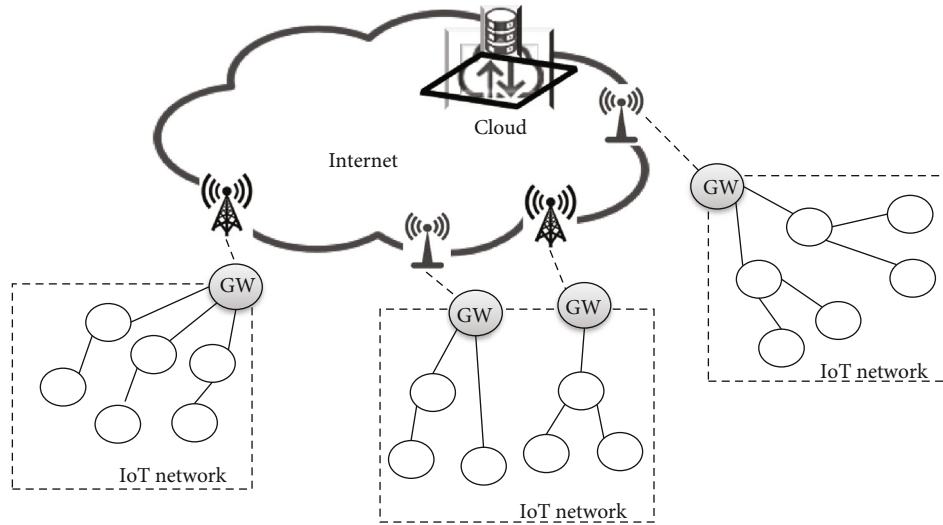 Cloud
Internet
GW
GW
GW
GW
IoT network
IoT network
IoT network